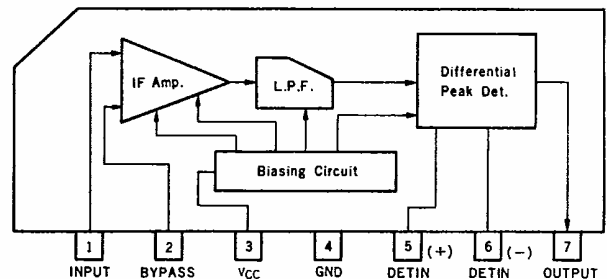 IF Amp.
L.P.F.
Differential
Peak Det.
Biasing Circuit
1
2
3
4
5
(+)
6
(−)
7
INPUT
BYPASS
VCC
GND
DETIN
DETIN
OUTPUT